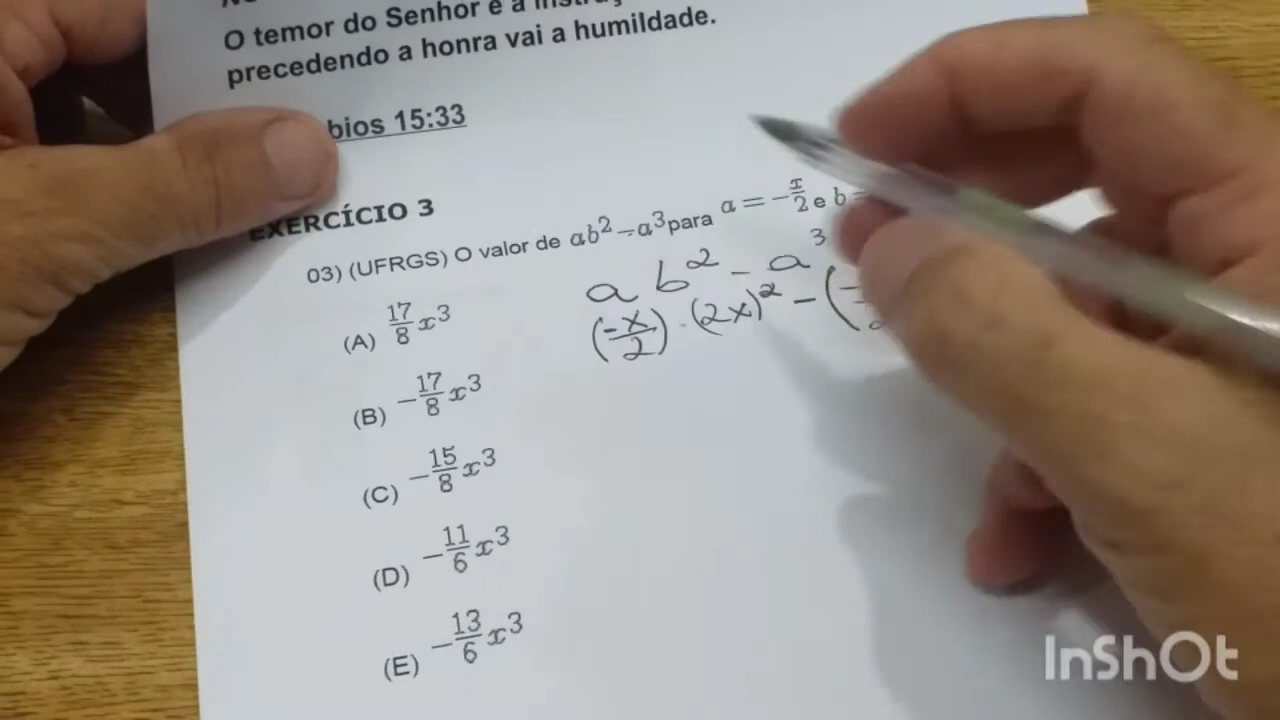 O temor do Senhor é a
precedendo a honra vai a humildade.
bios 15:33
EXERCÍCIO 3
03) (UFRGS) O valor de ab² − a³ para a = −x/2 e b =
a b² − a³
(−x/2) · (2x)² − (−
(A) 17/8 x³
(B) −17/8 x³
(C) −15/8 x³
(D) −11/6 x³
(E) −13/6 x³
InShOt